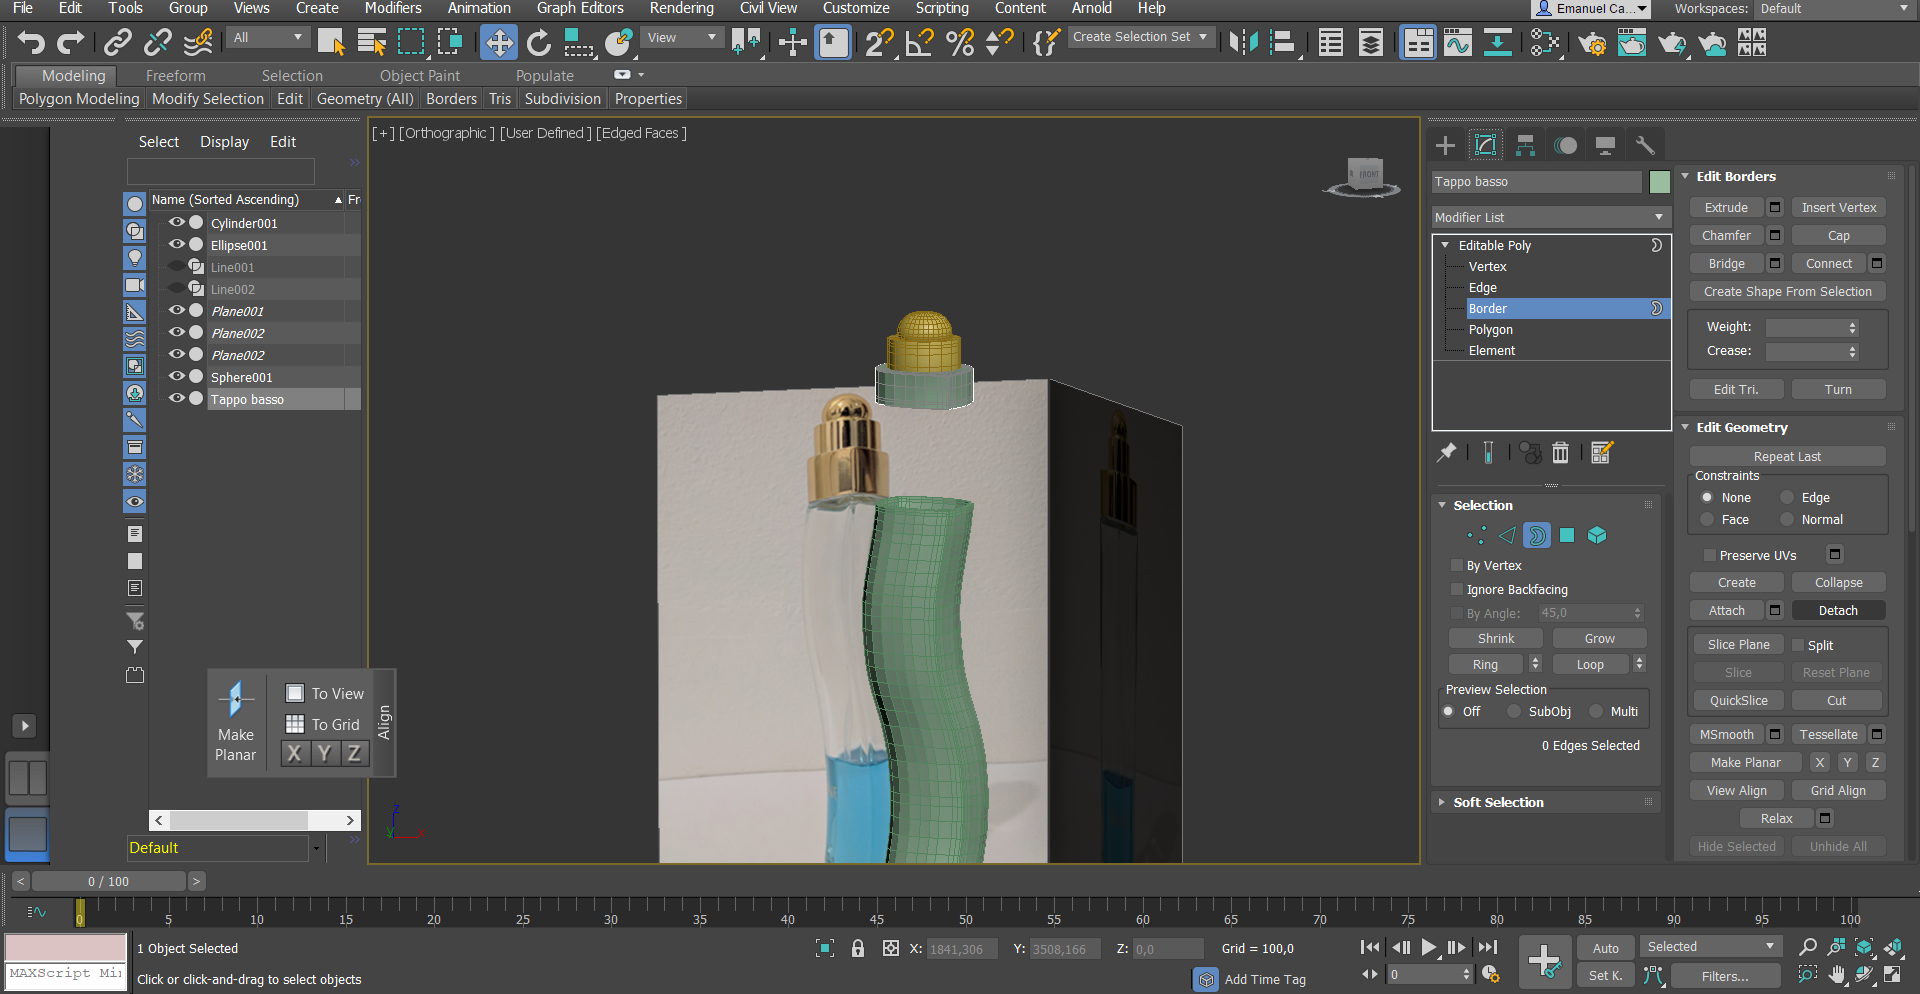 File Edit Tools Group Views Create Modifiers Animation Graph Editors Rendering Civil View Customize Scripting Content Arnold Help Emanuel Ca... Workspaces: Default
All View Create Selection Set
Modeling Freeform Selection Object Paint Populate
Polygon Modeling Modify Selection Edit Geometry (All) Borders Tris Subdivision Properties
Select Display Edit
Name (Sorted Ascending) Fr
Cylinder001
Ellipse001
Line001
Line002
Plane001
Plane002
Plane002
Sphere001
Tappo basso
Make Planar
To View
To Grid
X Y Z
Align
Default
[+] [Orthographic] [User Defined] [Edged Faces]
FRONT
z
y x
Tappo basso
Modifier List
Editable Poly
Vertex
Edge
Border
Polygon
Element
Selection
By Vertex
Ignore Backfacing
By Angle: 45,0
Shrink Grow
Ring Loop
Preview Selection
Off SubObj Multi
0 Edges Selected
Soft Selection
Edit Borders
Extrude Insert Vertex
Chamfer Cap
Bridge Connect
Create Shape From Selection
Weight:
Crease:
Edit Tri. Turn
Edit Geometry
Repeat Last
Constraints
None Edge
Face Normal
Preserve UVs
Create Collapse
Attach Detach
Slice Plane Split
Slice Reset Plane
QuickSlice Cut
MSmooth Tessellate
Make Planar X Y Z
View Align Grid Align
Relax
Hide Selected Unhide All
< 0 / 100 >
0 5 10 15 20 25 30 35 40 45 50 55 60 65 70 75 80 85 90 95 100
1 Object Selected X: 1841,306 Y: 3508,166 Z: 0,0 Grid = 100,0 Auto Selected
MAXScript Mi
Click or click-and-drag to select objects Add Time Tag 0 Set K. Filters...